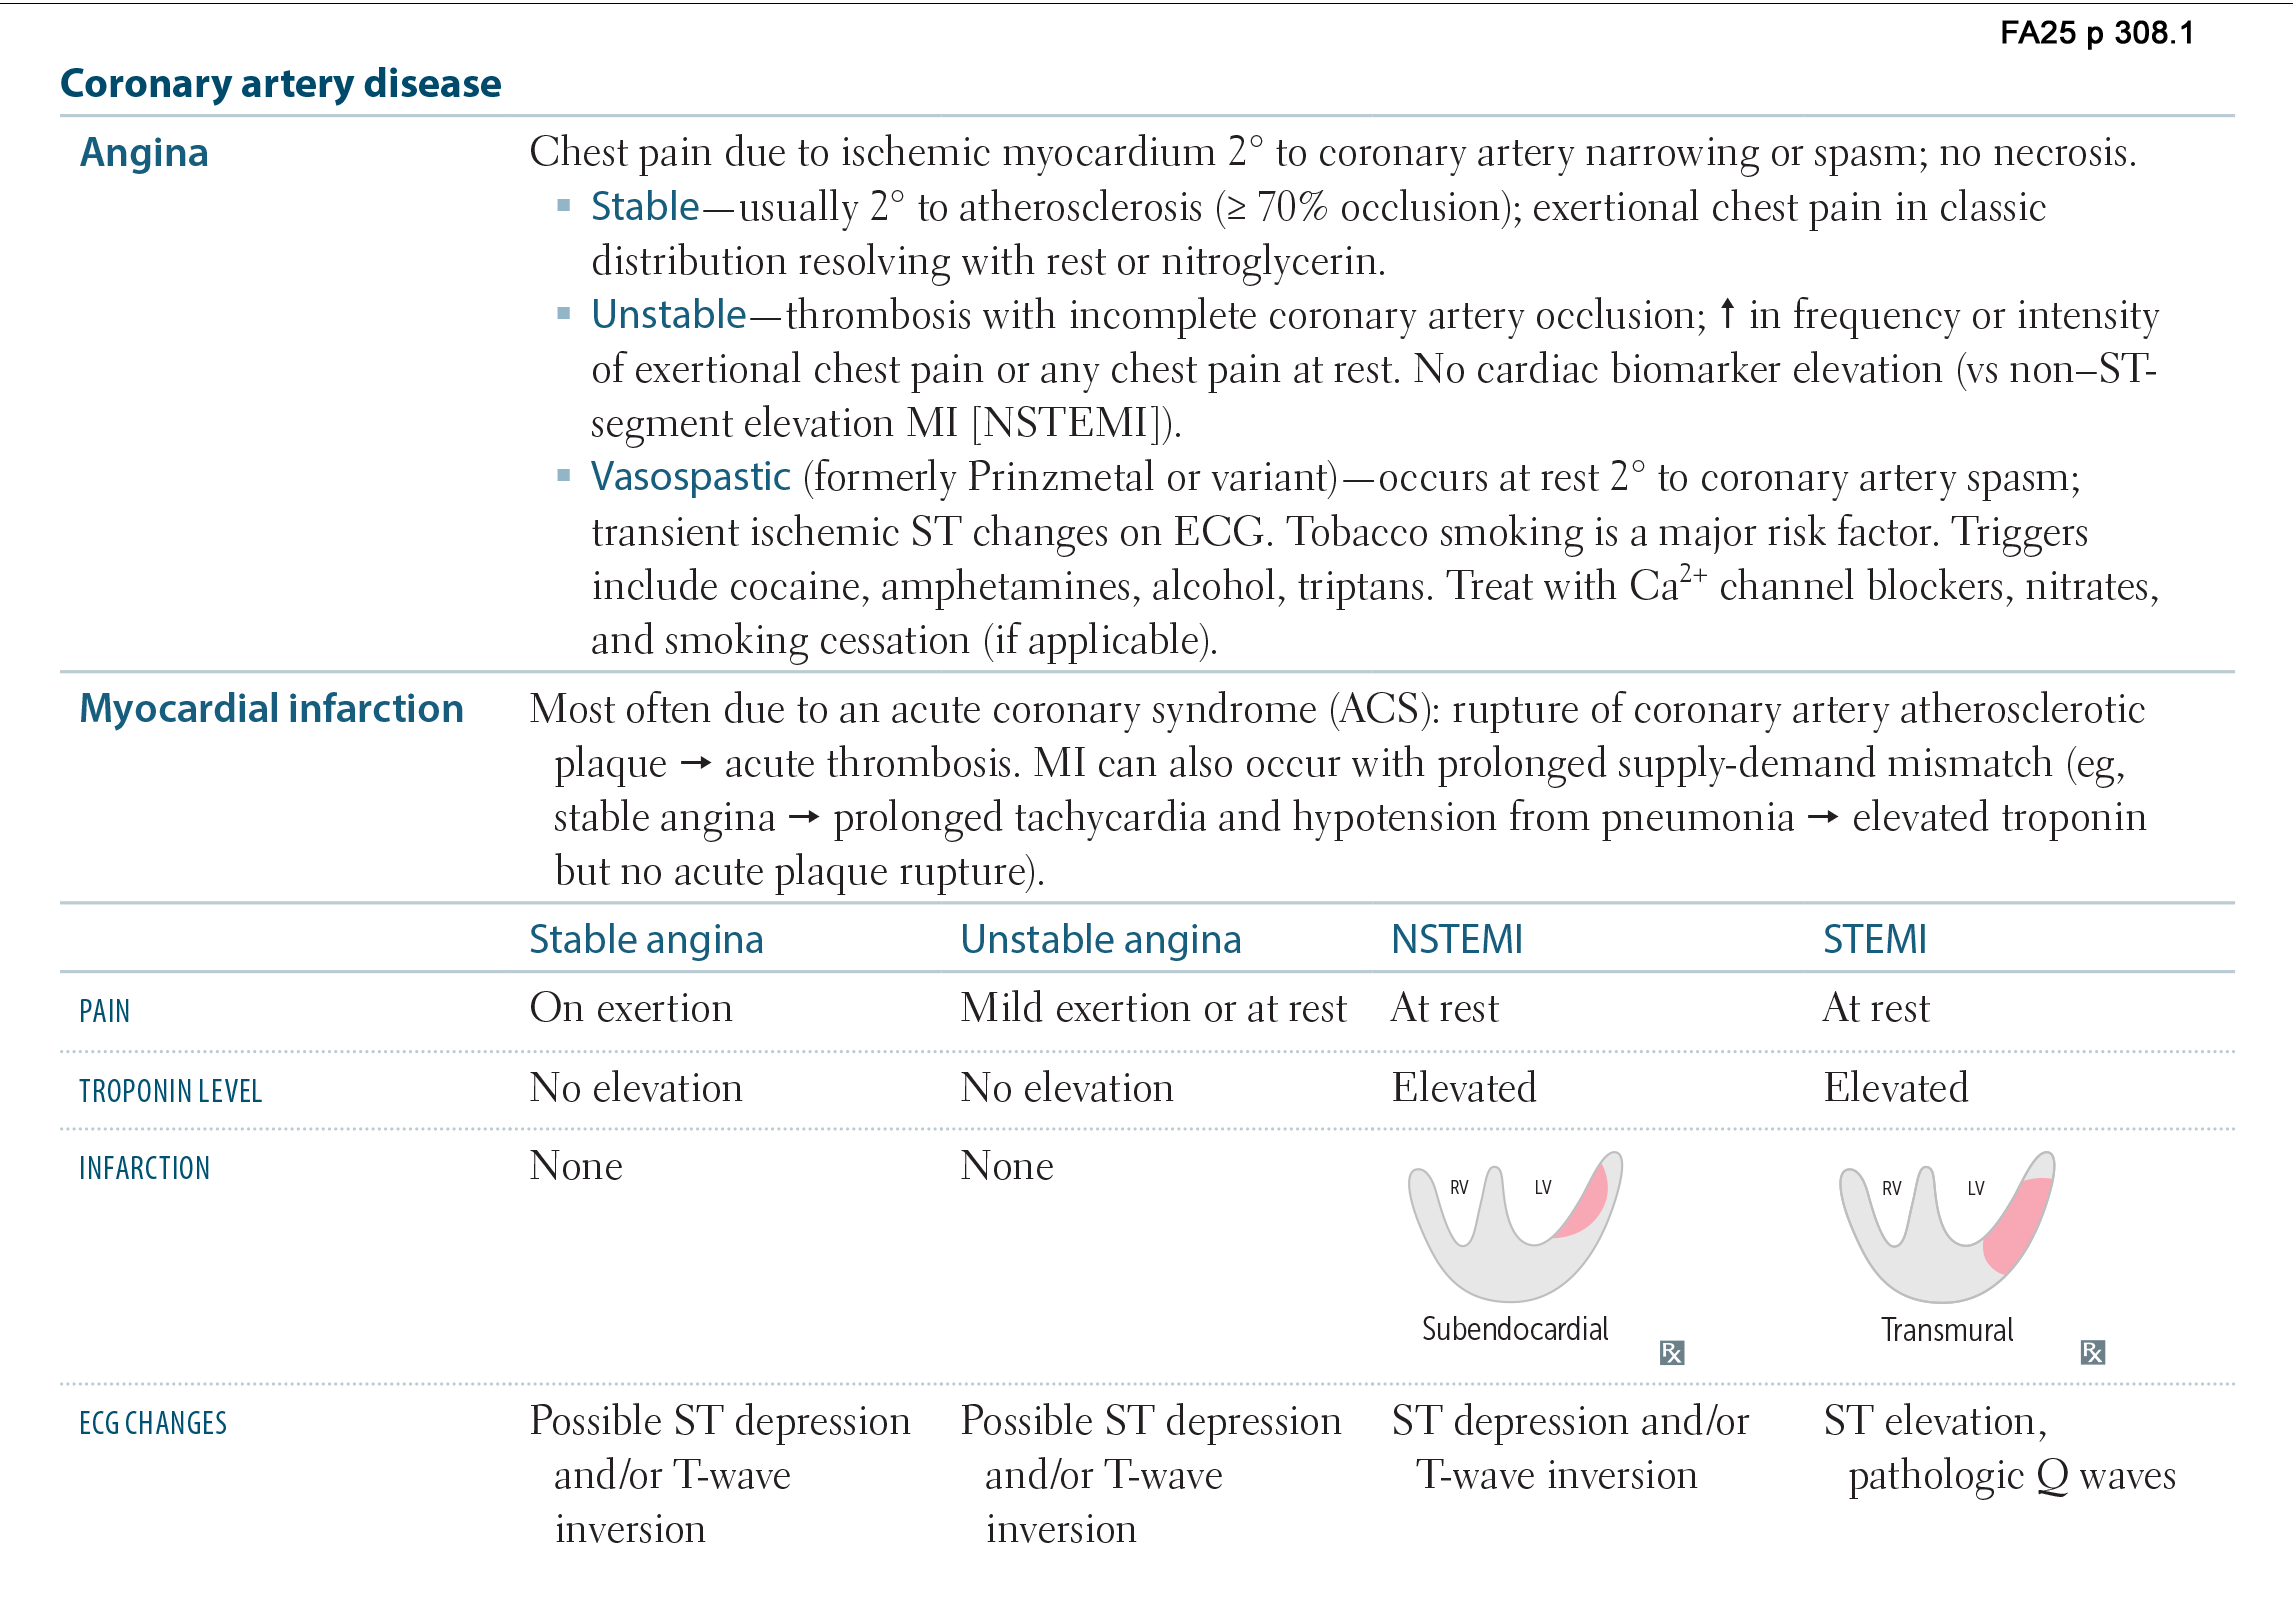 FA25 p 308.1
Coronary artery disease
Angina
Chest pain due to ischemic myocardium 2° to coronary artery narrowing or spasm; no necrosis.
▪ Stable—usually 2° to atherosclerosis (≥ 70% occlusion); exertional chest pain in classic
distribution resolving with rest or nitroglycerin.
▪ Unstable—thrombosis with incomplete coronary artery occlusion; ↑ in frequency or intensity
of exertional chest pain or any chest pain at rest. No cardiac biomarker elevation (vs non–ST-
segment elevation MI [NSTEMI]).
▪ Vasospastic (formerly Prinzmetal or variant)—occurs at rest 2° to coronary artery spasm;
transient ischemic ST changes on ECG. Tobacco smoking is a major risk factor. Triggers
include cocaine, amphetamines, alcohol, triptans. Treat with Ca²⁺ channel blockers, nitrates,
and smoking cessation (if applicable).
Myocardial infarction
Most often due to an acute coronary syndrome (ACS): rupture of coronary artery atherosclerotic
plaque → acute thrombosis. MI can also occur with prolonged supply-demand mismatch (eg,
stable angina → prolonged tachycardia and hypotension from pneumonia → elevated troponin
but no acute plaque rupture).
Stable angina Unstable angina NSTEMI STEMI
PAIN On exertion Mild exertion or at rest At rest At rest
TROPONIN LEVEL No elevation No elevation Elevated Elevated
INFARCTION None None
RV LV RV LV
Subendocardial Transmural
Rx Rx
ECG CHANGES Possible ST depression Possible ST depression ST depression and/or ST elevation,
and/or T-wave and/or T-wave T-wave inversion pathologic Q waves
inversion inversion